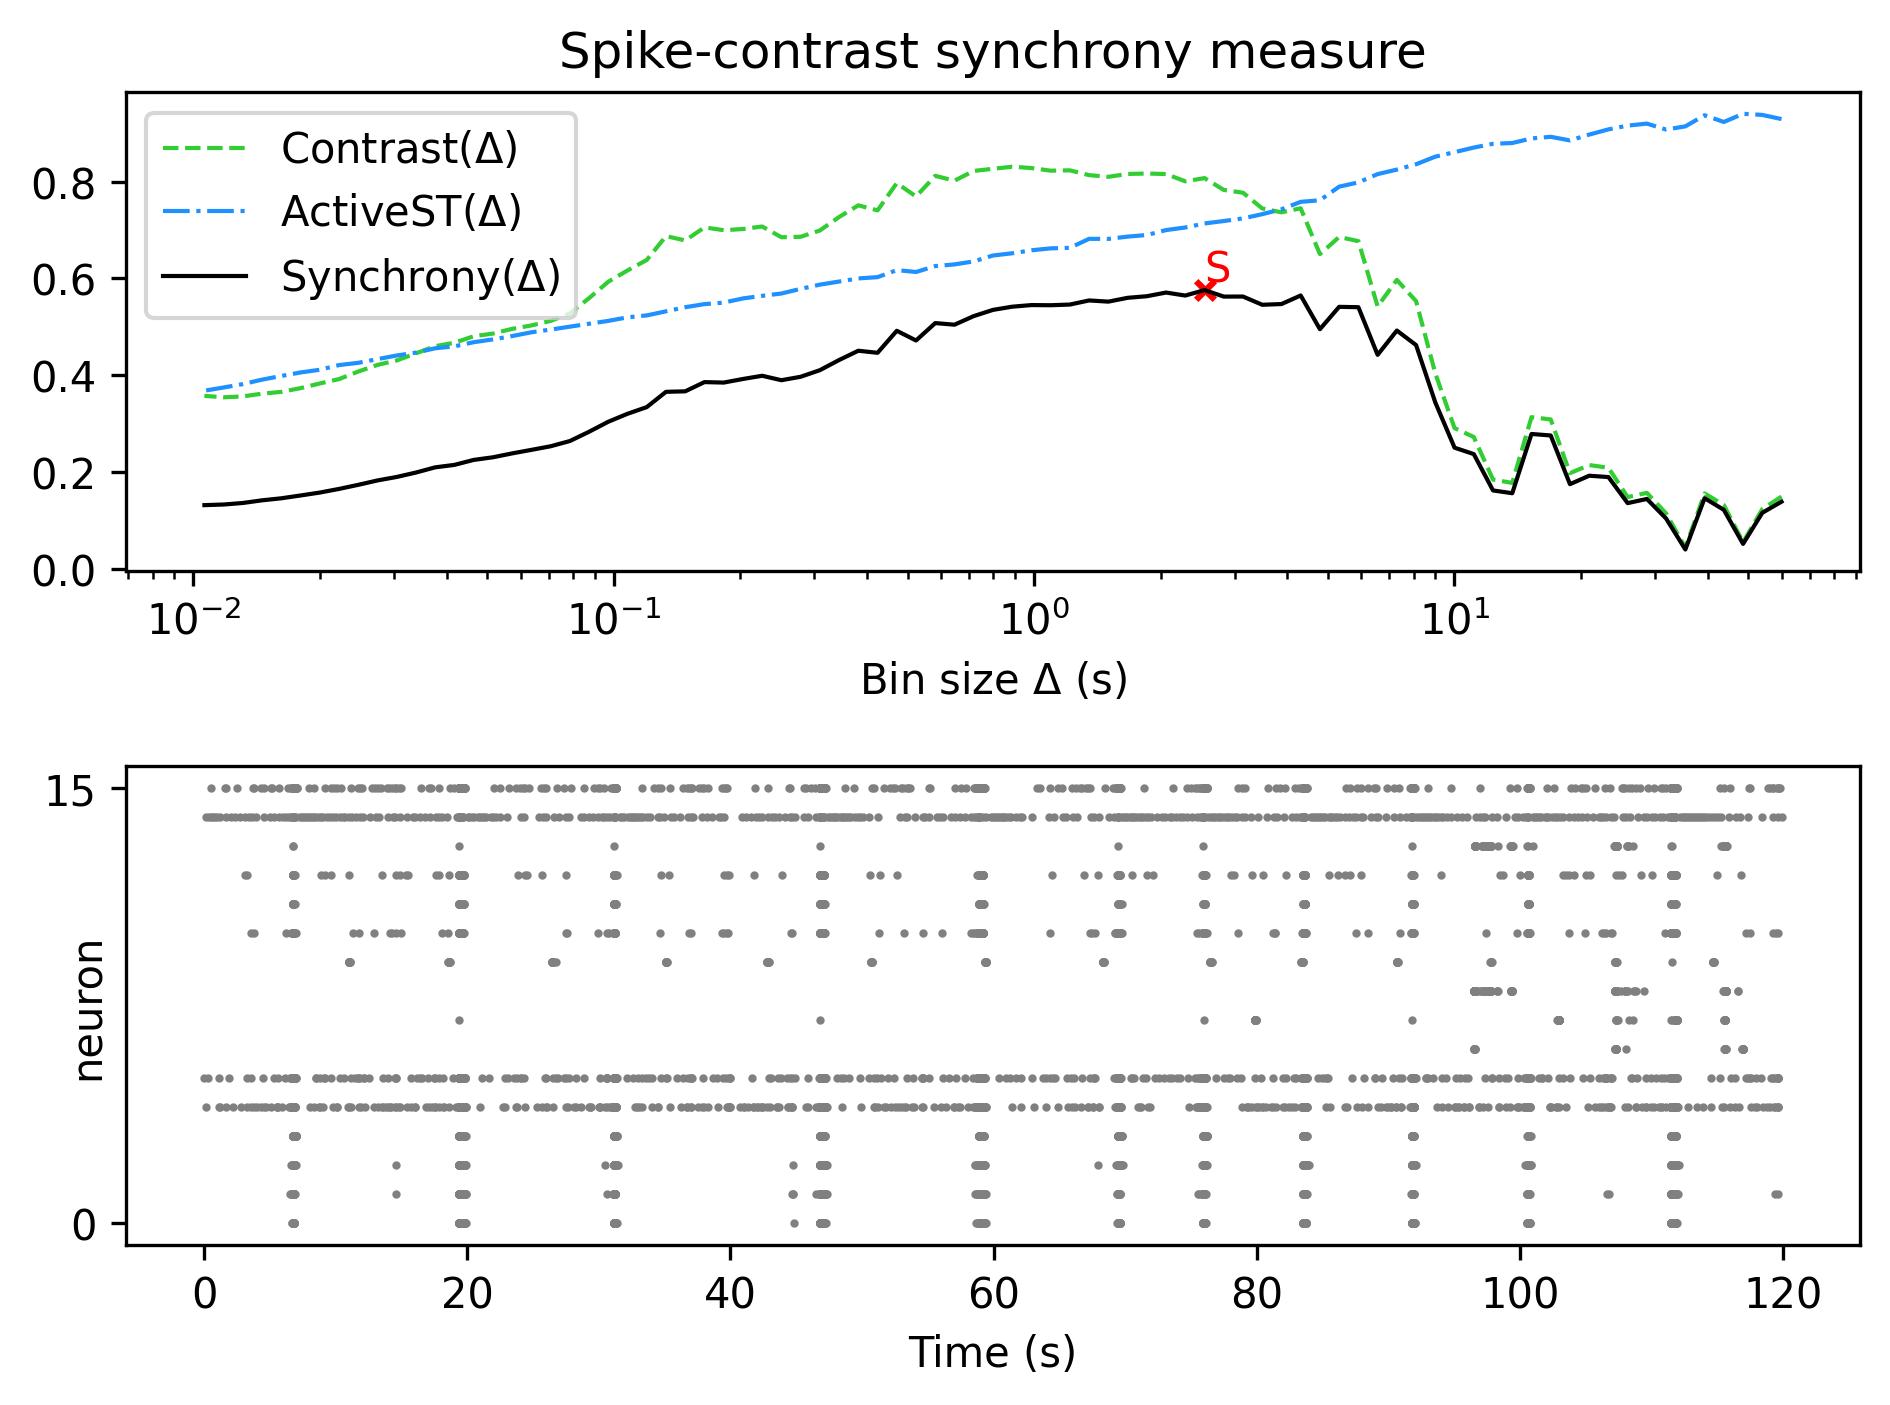 Spike-contrast synchrony measure
Contrast(Δ)
ActiveST(Δ)
Synchrony(Δ)
S
0.8
0.6
0.4
0.2
0.0
10⁻² 10⁻¹ 10⁰ 10¹
Bin size Δ (s)
15
0
neuron
0 20 40 60 80 100 120
Time (s)